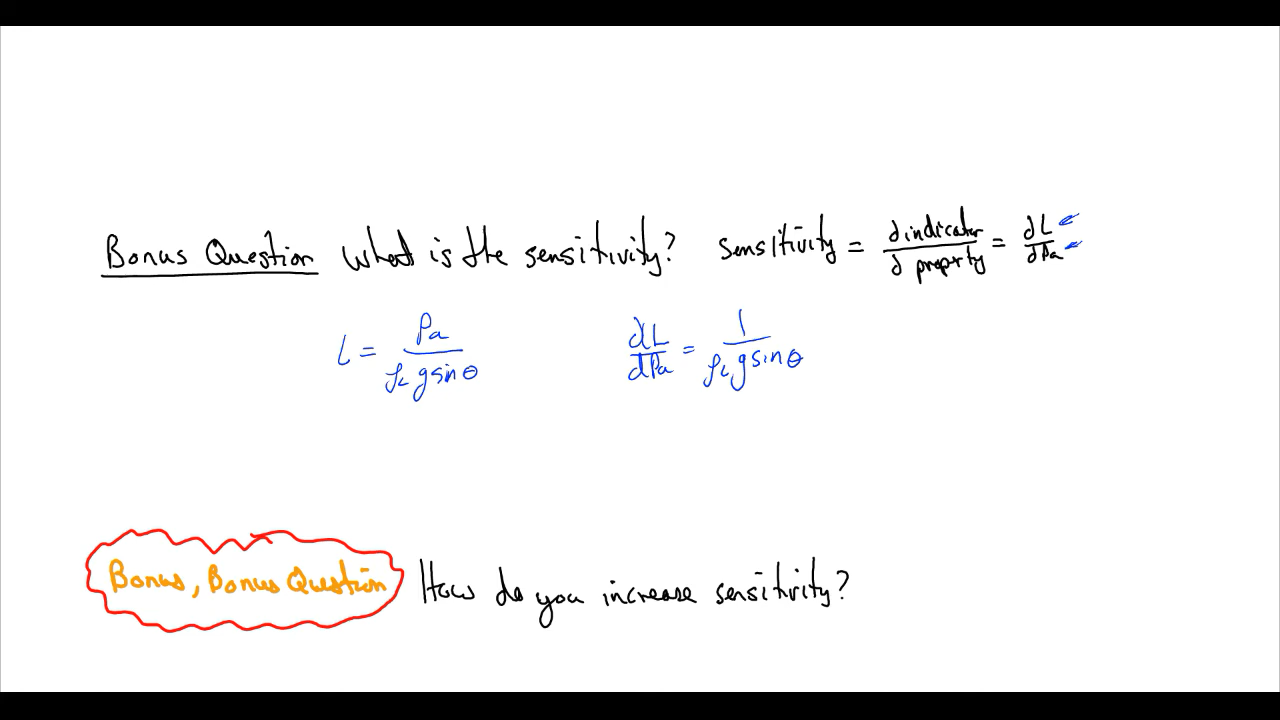 Bonus Question What is the sensitivity? Sensitivity = ∂ indicator / ∂ property = ∂L / ∂Pa
L = Pa / ρL g sin θ dL / dPa = 1 / ρL g sin θ
Bonus, Bonus Question How do you increase sensitivity?